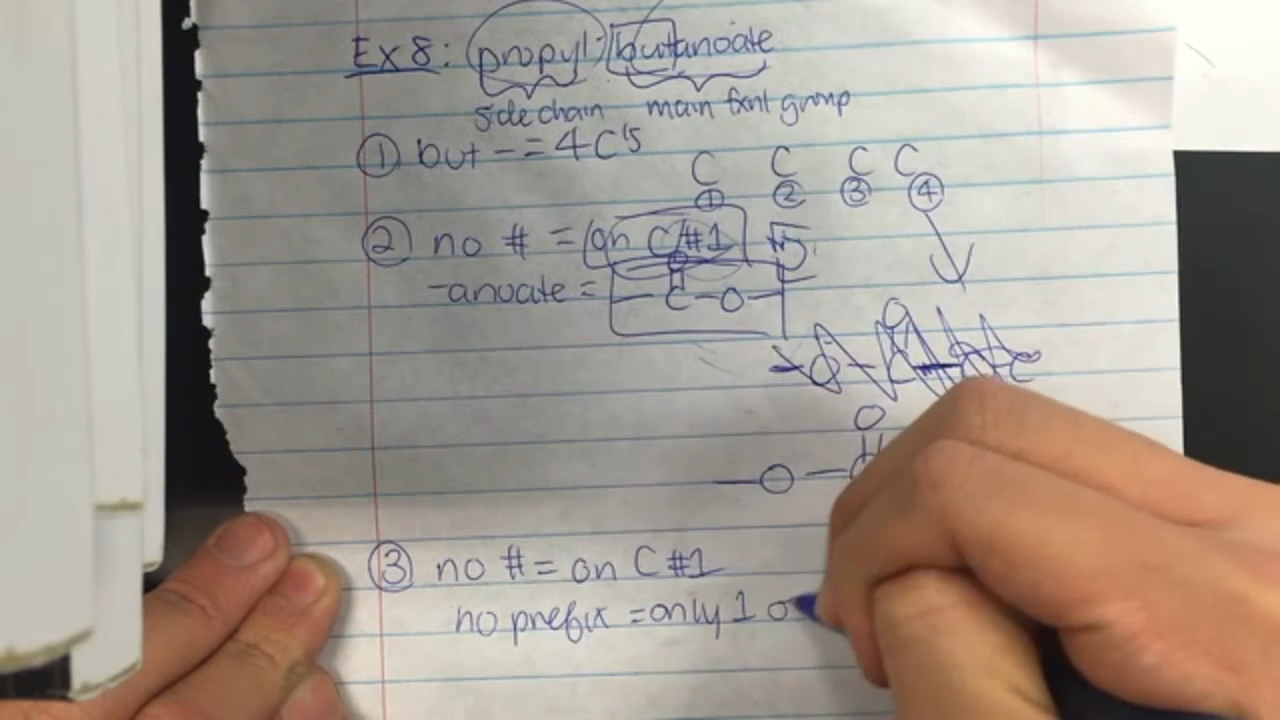 Ex 8: propyl butanoate
side chain main fxnl group
① but- = 4C's
C C C C
① ② ③ ④
② no # = on C#1
-anoate = -C-O-
O
O
-O-
③ no # = on C#1
no prefix = only 1 o